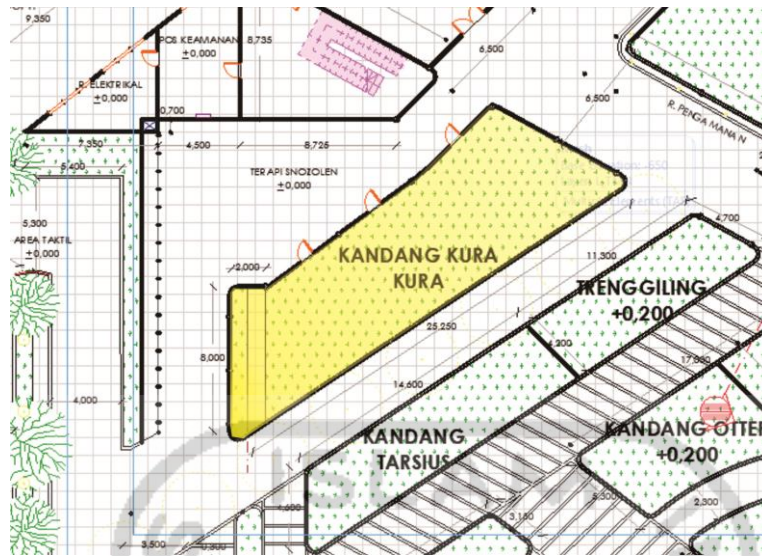 9,350
POS KEAMANAN
±0,000
8,735
6,500
R. ELEKTRIKAL
±0,000
0,700
6,500
R. PENGAMANAN
7,350
4,500
8,725
5,400
TERAPI SNOZOLEN
±0,000
-650
5,300
AREA TAKTIL
±0,000
4,700
KANDANG KURA
KURA
11,300
2,000
TRENGGILING
+0,200
25,250
8,000
4,200
14,600
4,000
KANDANG
TARSIUS
KANDANG OTTER
+0,200
ISLAM
5,300
2,300
3,150
3,500